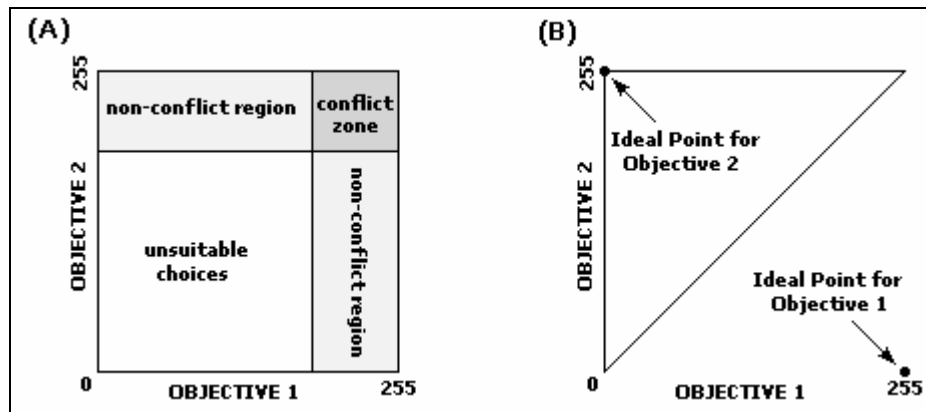 (A)
255
non-conflict region
conflict
zone
OBJECTIVE 2
unsuitable
choices
non-conflict region
0
OBJECTIVE 1
255
(B)
255
Ideal Point for
Objective 2
OBJECTIVE 2
Ideal Point for
Objective 1
0
OBJECTIVE 1
255